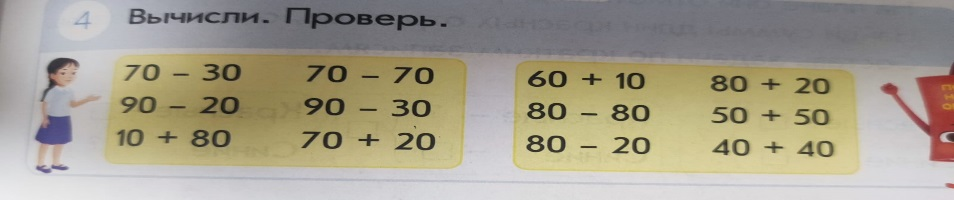 4 Вычисли. Проверь.
70 – 30 70 – 70 60 + 10 80 + 20
90 – 20 90 – 30 80 – 80 50 + 50
10 + 80 70 + 20 80 – 20 40 + 40